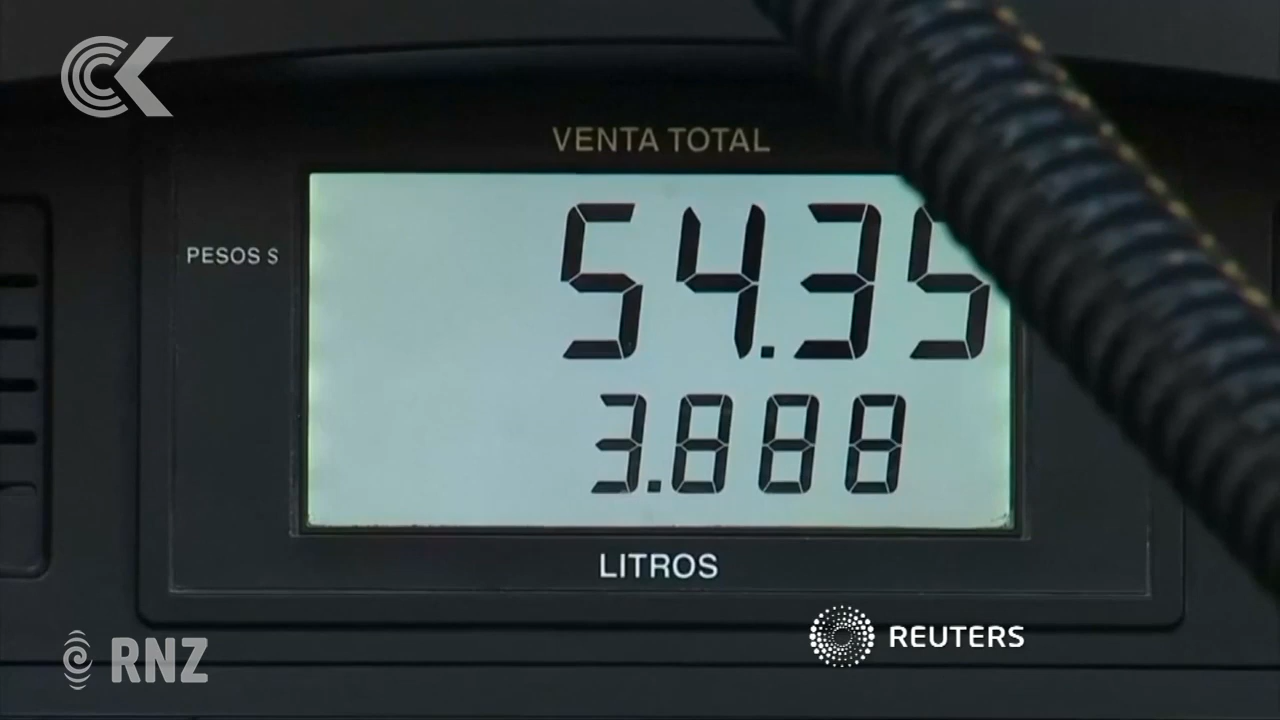 VENTA TOTAL
PESOS $
54.35
3.888
LITROS
REUTERS
RNZ